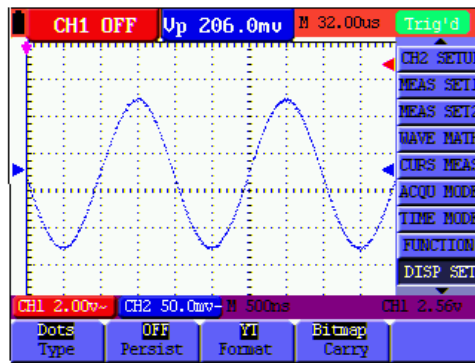 CH1 OFF Vp 206.0mv M 32.00us Trig'd
CH2 SETU
MEAS SET1
MEAS SET2
WAVE MATH
CURS MEAS
ACQU MODE
TIME MODE
FUNCTION
DISP SET
CH1 2.00v~ CH2 50.0mv- M 500ns CH1 2.56v
Dots OFF YT Bitmap
Type Persist Format Carry